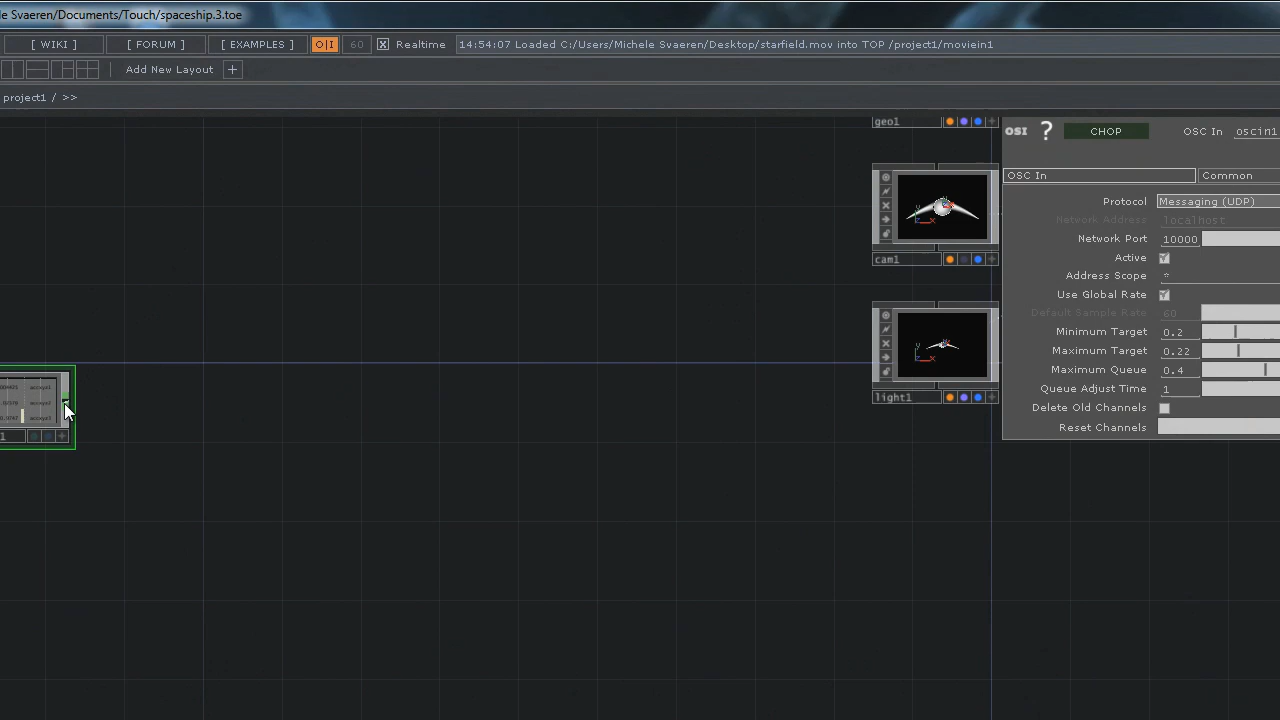 le Svaeren/Documents/Touch/spaceship.3.toe
[ WIKI ] [ FORUM ] [ EXAMPLES ] O|I 60 Realtime 14:54:07 Loaded C:/Users/Michele Svaeren/Desktop/starfield.mov into TOP /project1/moviein1
Add New Layout +
project1 / >>
geo1
OSI ? CHOP OSC In oscin1
OSC In Common
Protocol Messaging (UDP)
Network Address localhost
Network Port 10000
cam1
Active
Address Scope *
Use Global Rate
Default Sample Rate 60
Minimum Target 0.2
Maximum Target 0.22
Maximum Queue 0.4
Queue Adjust Time 1
light1
Delete Old Channels
Reset Channels
1